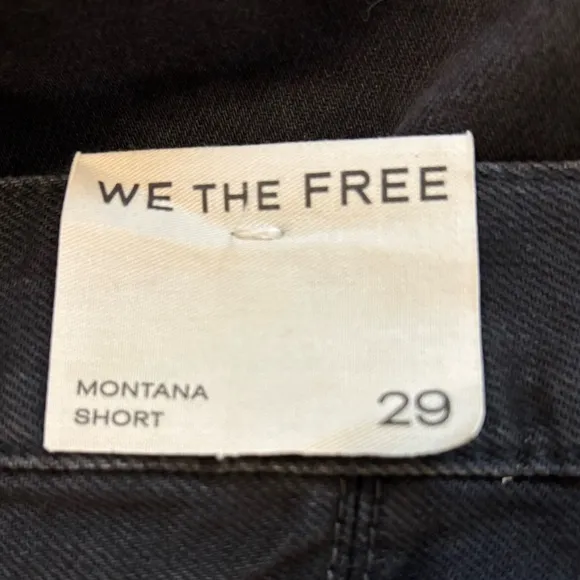 WE THE FREE
MONTANA
SHORT
29